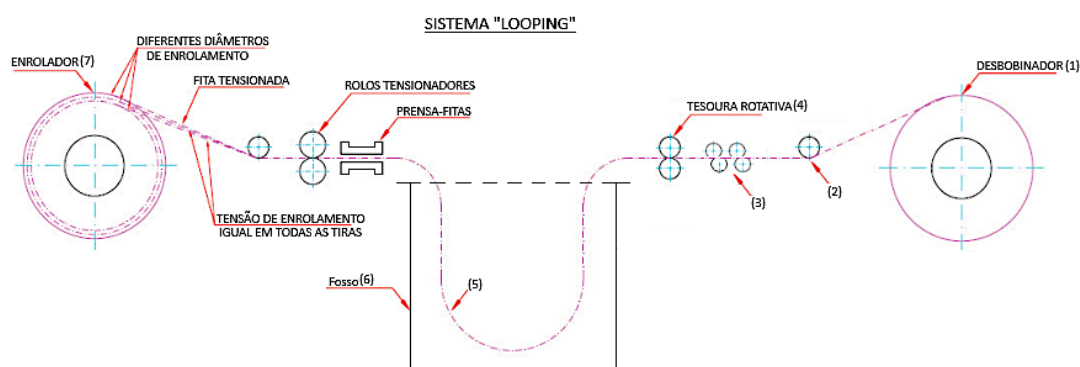 SISTEMA "LOOPING"
DIFERENTES DIÂMETROS
DE ENROLAMENTO
ENROLADOR(7)
FITA TENSIONADA
ROLOS TENSIONADORES
PRENSA-FITAS
TESOURA ROTATIVA(4)
DESBOBINADOR(1)
(2)
(3)
TENSÃO DE ENROLAMENTO
IGUAL EM TODAS AS TIRAS
Fosso(6)
(5)